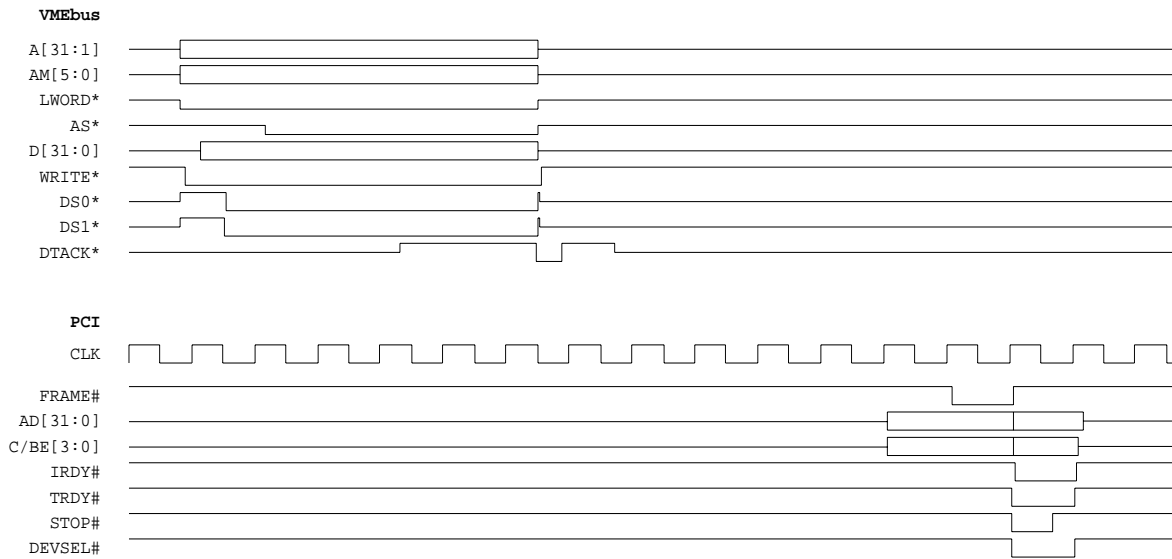 VMEbus
A[31:1]
AM[5:0]
LWORD*
AS*
D[31:0]
WRITE*
DS0*
DS1*
DTACK*
PCI
CLK
FRAME#
AD[31:0]
C/BE[3:0]
IRDY#
TRDY#
STOP#
DEVSEL#